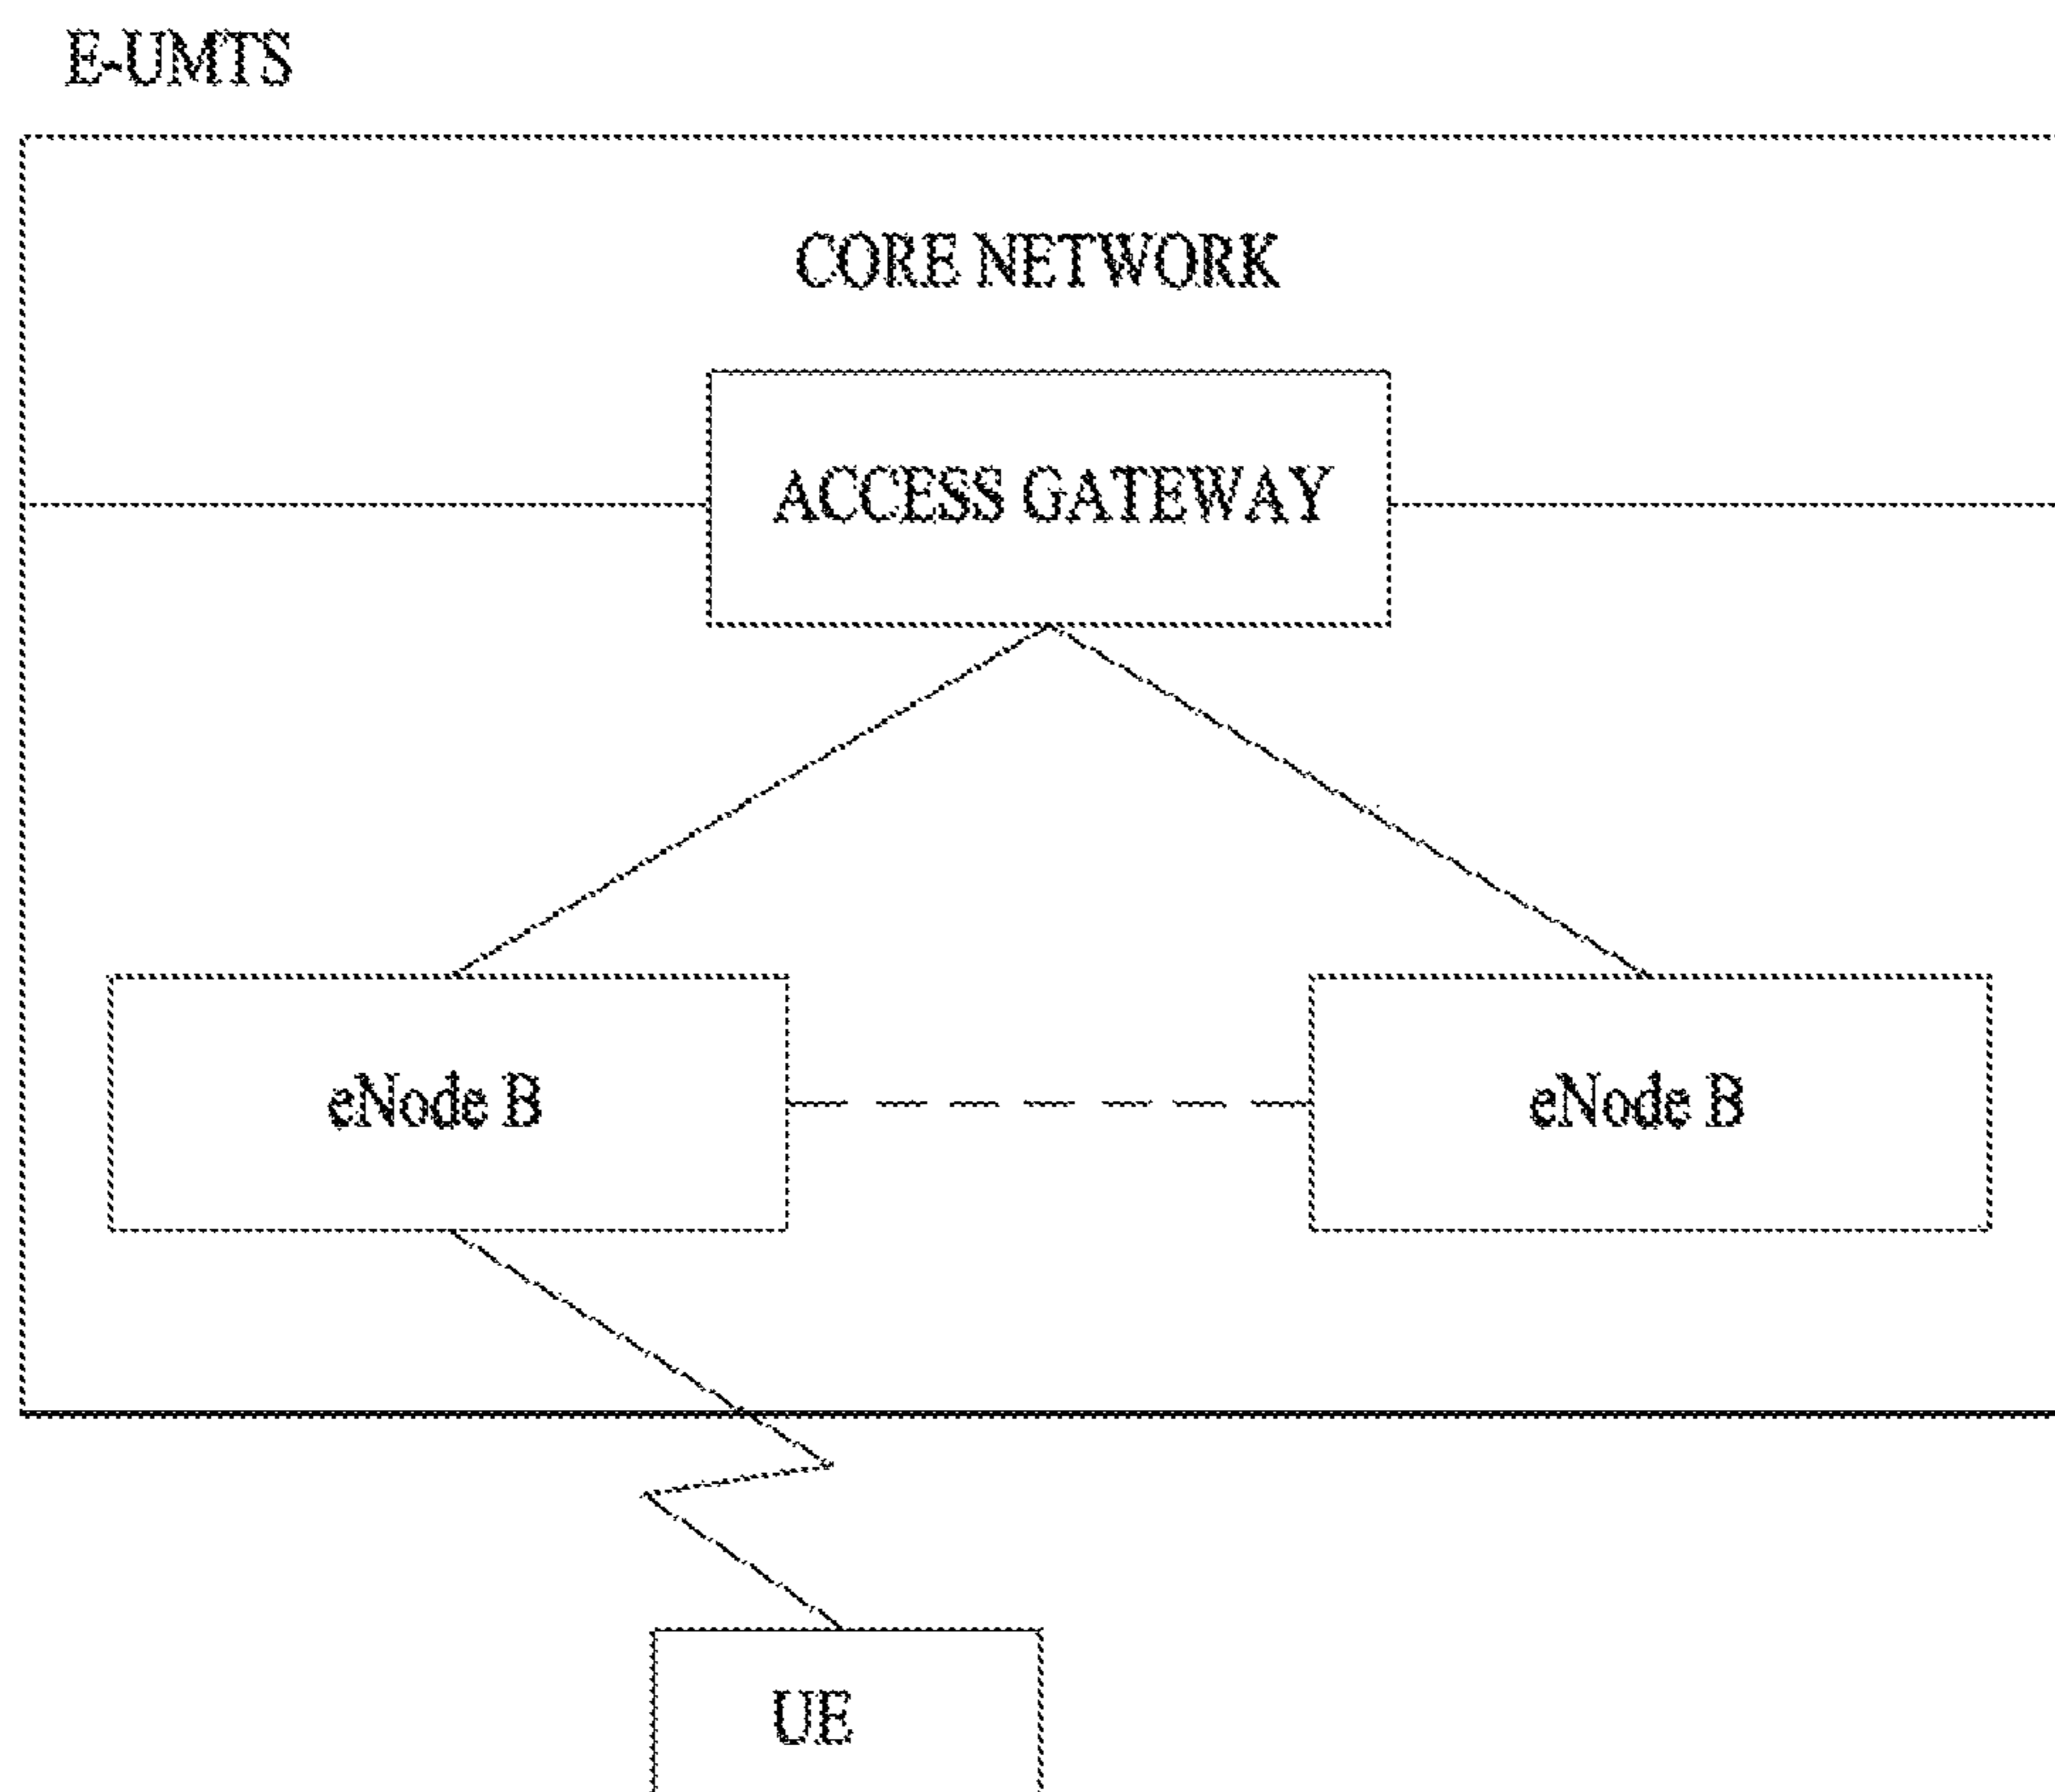 E-UMTS
CORE NETWORK
ACCESS GATEWAY
eNode B
eNode B
UE